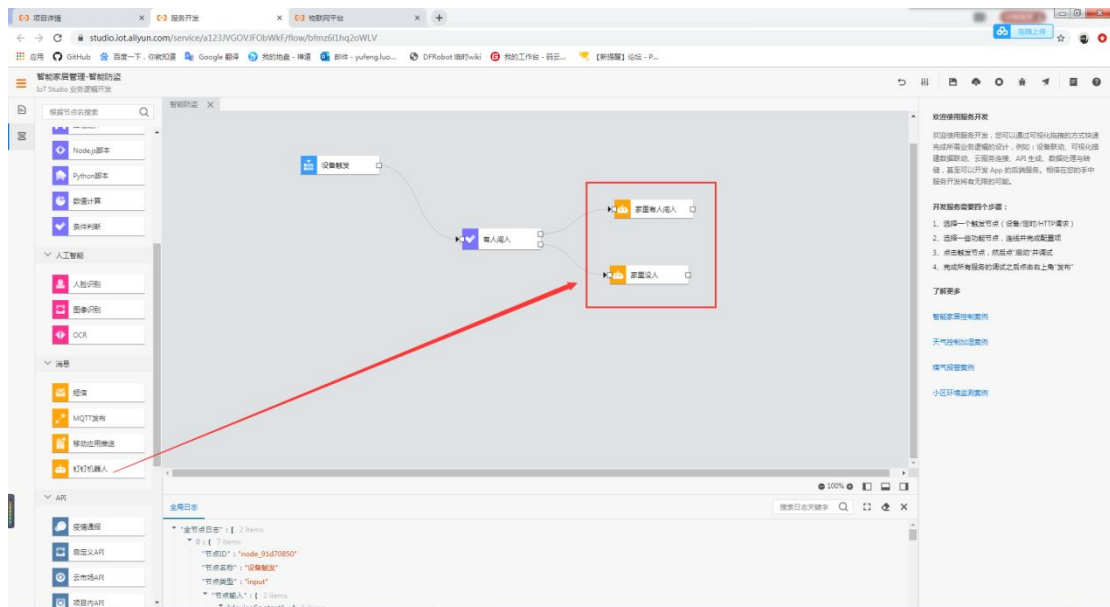 项目详情
服务开发
物联网平台
studio.iot.aliyun.com/service/a123JVGOVJFObWkF/flow/bfmz6l1hq2oWLV
拖拽上传
应用
GitHub
百度一下，你就知道
Google 翻译
我的地盘 - 禅道
邮件 - yufeng.luo...
DFRobot 临时wiki
我的工作台 - 码云...
【新提醒】论坛 - P...
智能家居管理-智能防盗
IoT Studio 业务逻辑开发
根据节点名搜索
智能防盗
Node.js脚本
Python脚本
数值计算
条件判断
人工智能
人脸识别
图像识别
OCR
消息
短信
MQTT发布
移动应用推送
钉钉机器人
API
疫情通报
自定义API
云市场API
项目内API
设备触发
有人闯入
家里有人闯入
家里没人
100%
全局日志
搜索日志关键字
"全节点日志" : { 2 items
0 : { 7 items
"节点ID" : "node_91d70850"
"节点名称" : "设备触发"
"节点类型" : "input"
"节点输入" : { 2 items
欢迎使用服务开发
欢迎使用服务开发，您可以通过可视化拖拽的方式快速
完成所需业务逻辑的设计，例如：设备联动、可视化搭
建数据联动、云服务连接、API 生成、数据处理与转
储，甚至可以开发 App 的后端服务。相信在您的手中
服务开发将有无限的可能。
开发服务需要四个步骤：
1、选择一个触发节点（设备/定时/HTTP请求）
2、选择一些功能节点，连线并完成配置项
3、点击触发节点，然后点"启动"并调试
4、完成所有服务的调试之后点击右上角"发布"
了解更多
智能家居控制案例
天气控制加湿案例
煤气报警案例
小区环境监测案例